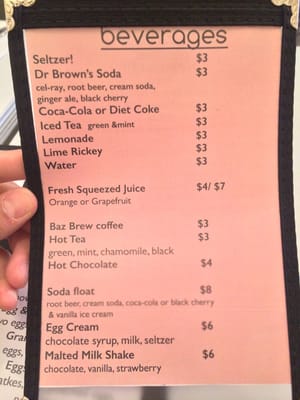 beverages
Seltzer! $3
Dr Brown's Soda $3
cel-ray, root beer, cream soda,
ginger ale, black cherry
Coca-Cola or Diet Coke $3
Iced Tea green &mint $3
Lemonade $3
Lime Rickey $3
Water $3
Fresh Squeezed Juice $4/ $7
Orange or Grapefruit
Baz Brew coffee $3
Hot Tea $3
green, mint, chamomile, black
Hot Chocolate $4
Soda float $8
root beer, cream soda, coca-cola or black cherry
& vanilla ice cream
Egg Cream $6
chocolate syrup, milk, seltzer
Malted Milk Shake $6
chocolate, vanilla, strawberry
eggs,